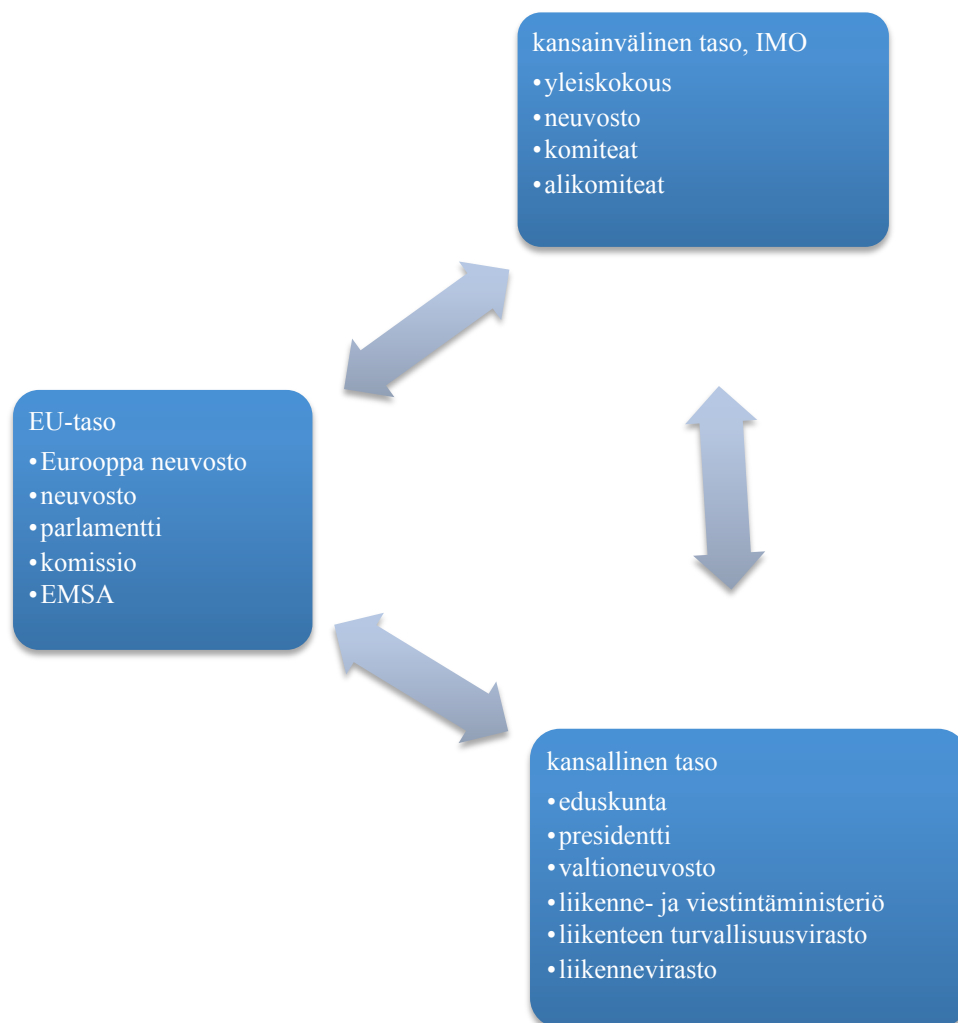 kansainvälinen taso, IMO
•yleiskokous
•neuvosto
•komiteat
•alikomiteat
EU-taso
•Eurooppa neuvosto
•neuvosto
•parlamentti
•komissio
•EMSA
kansallinen taso
•eduskunta
•presidentti
•valtioneuvosto
•liikenne- ja viestintäministeriö
•liikenteen turvallisuusvirasto
•liikennevirasto